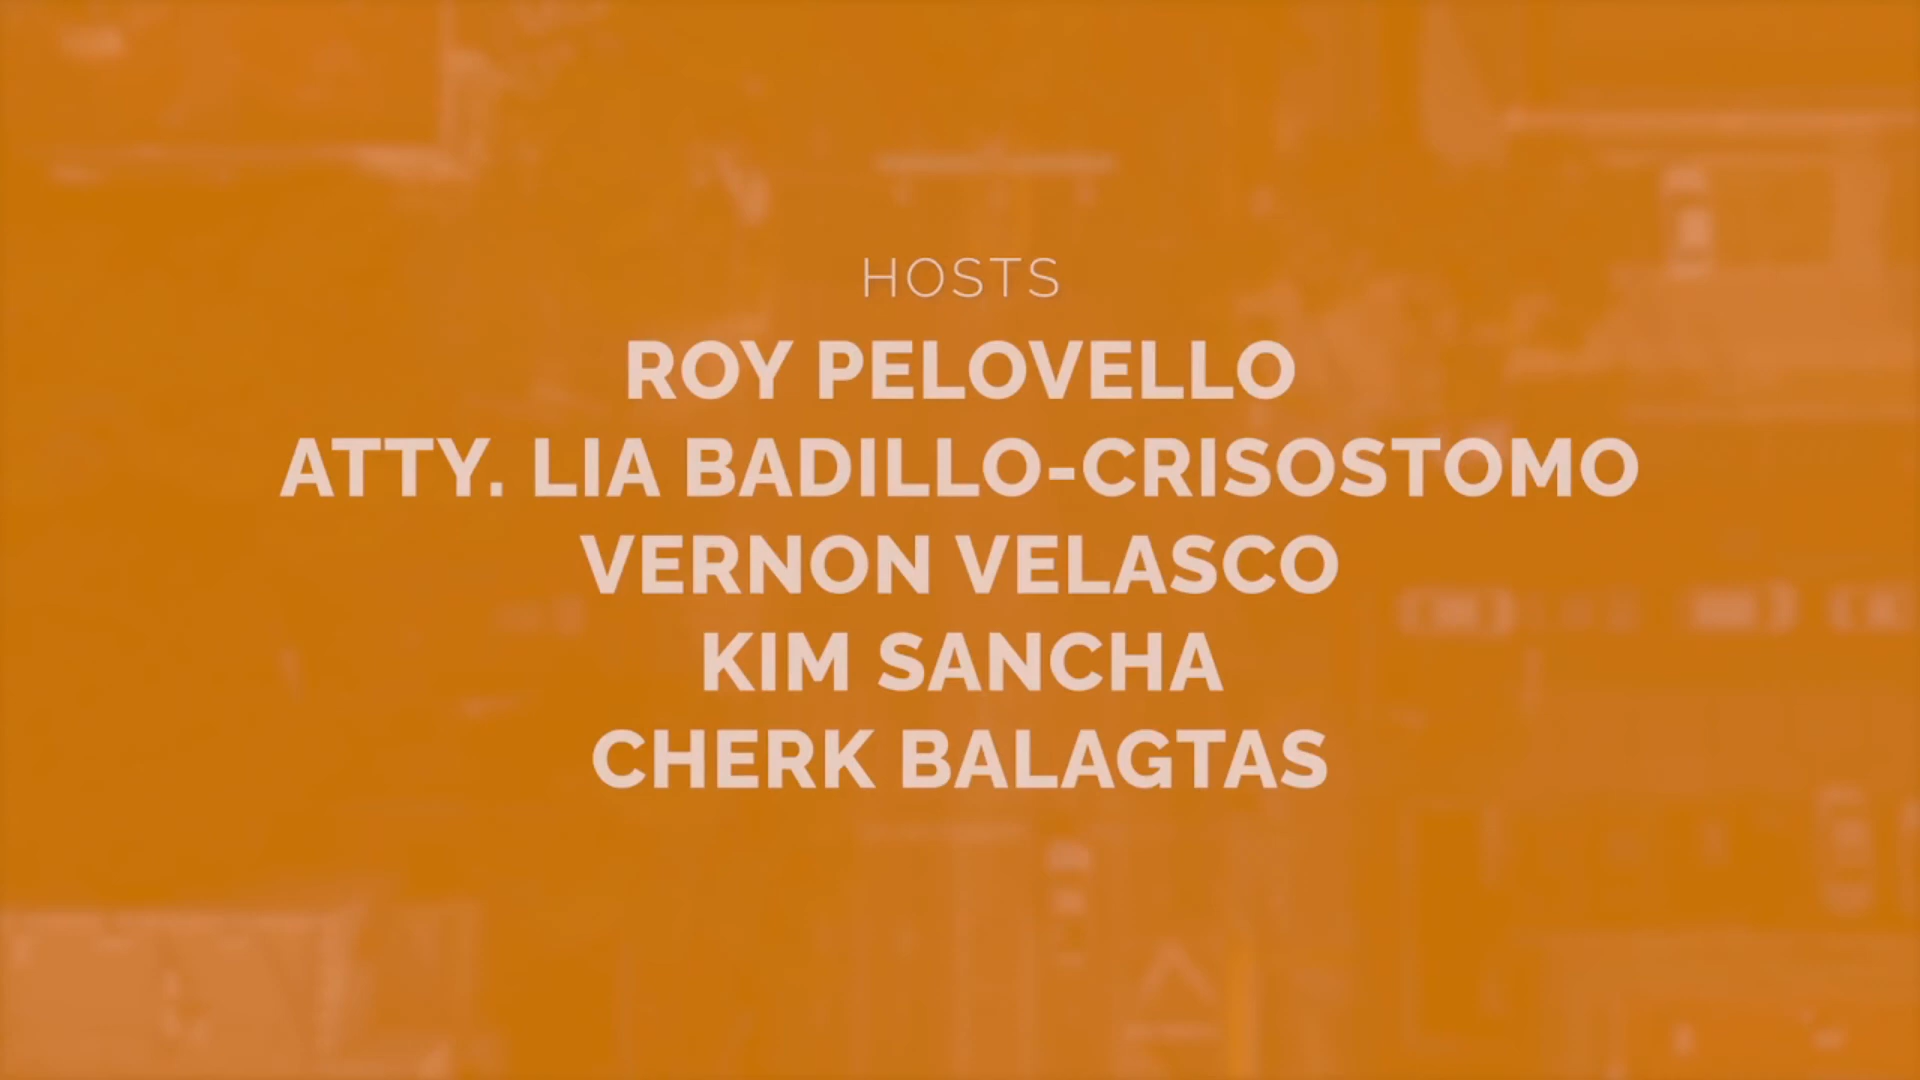 HOSTS
ROY PELOVELLO
ATTY. LIA BADILLO-CRISOSTOMO
VERNON VELASCO
KIM SANCHA
CHERK BALAGTAS